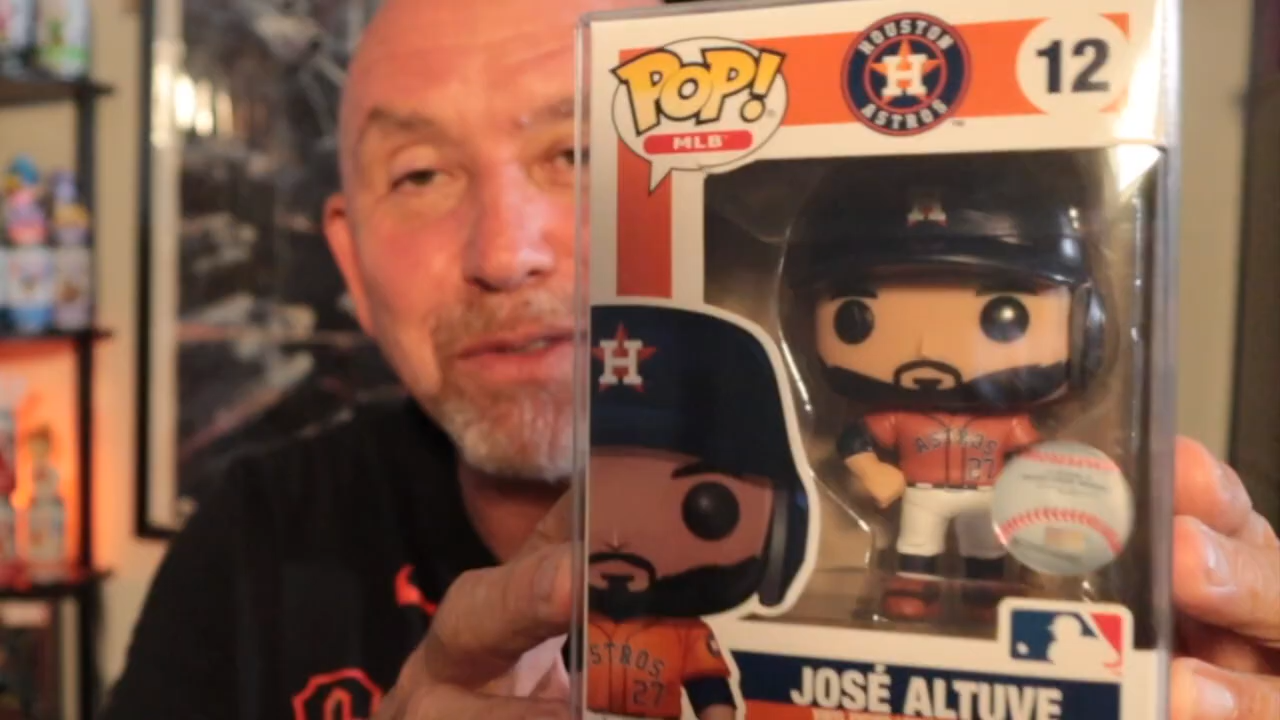 POP!
MLB
HOUSTON
H
ASTROS
12
H
H
ASTROS
27
STROS
27
JOSÉ ALTUVE